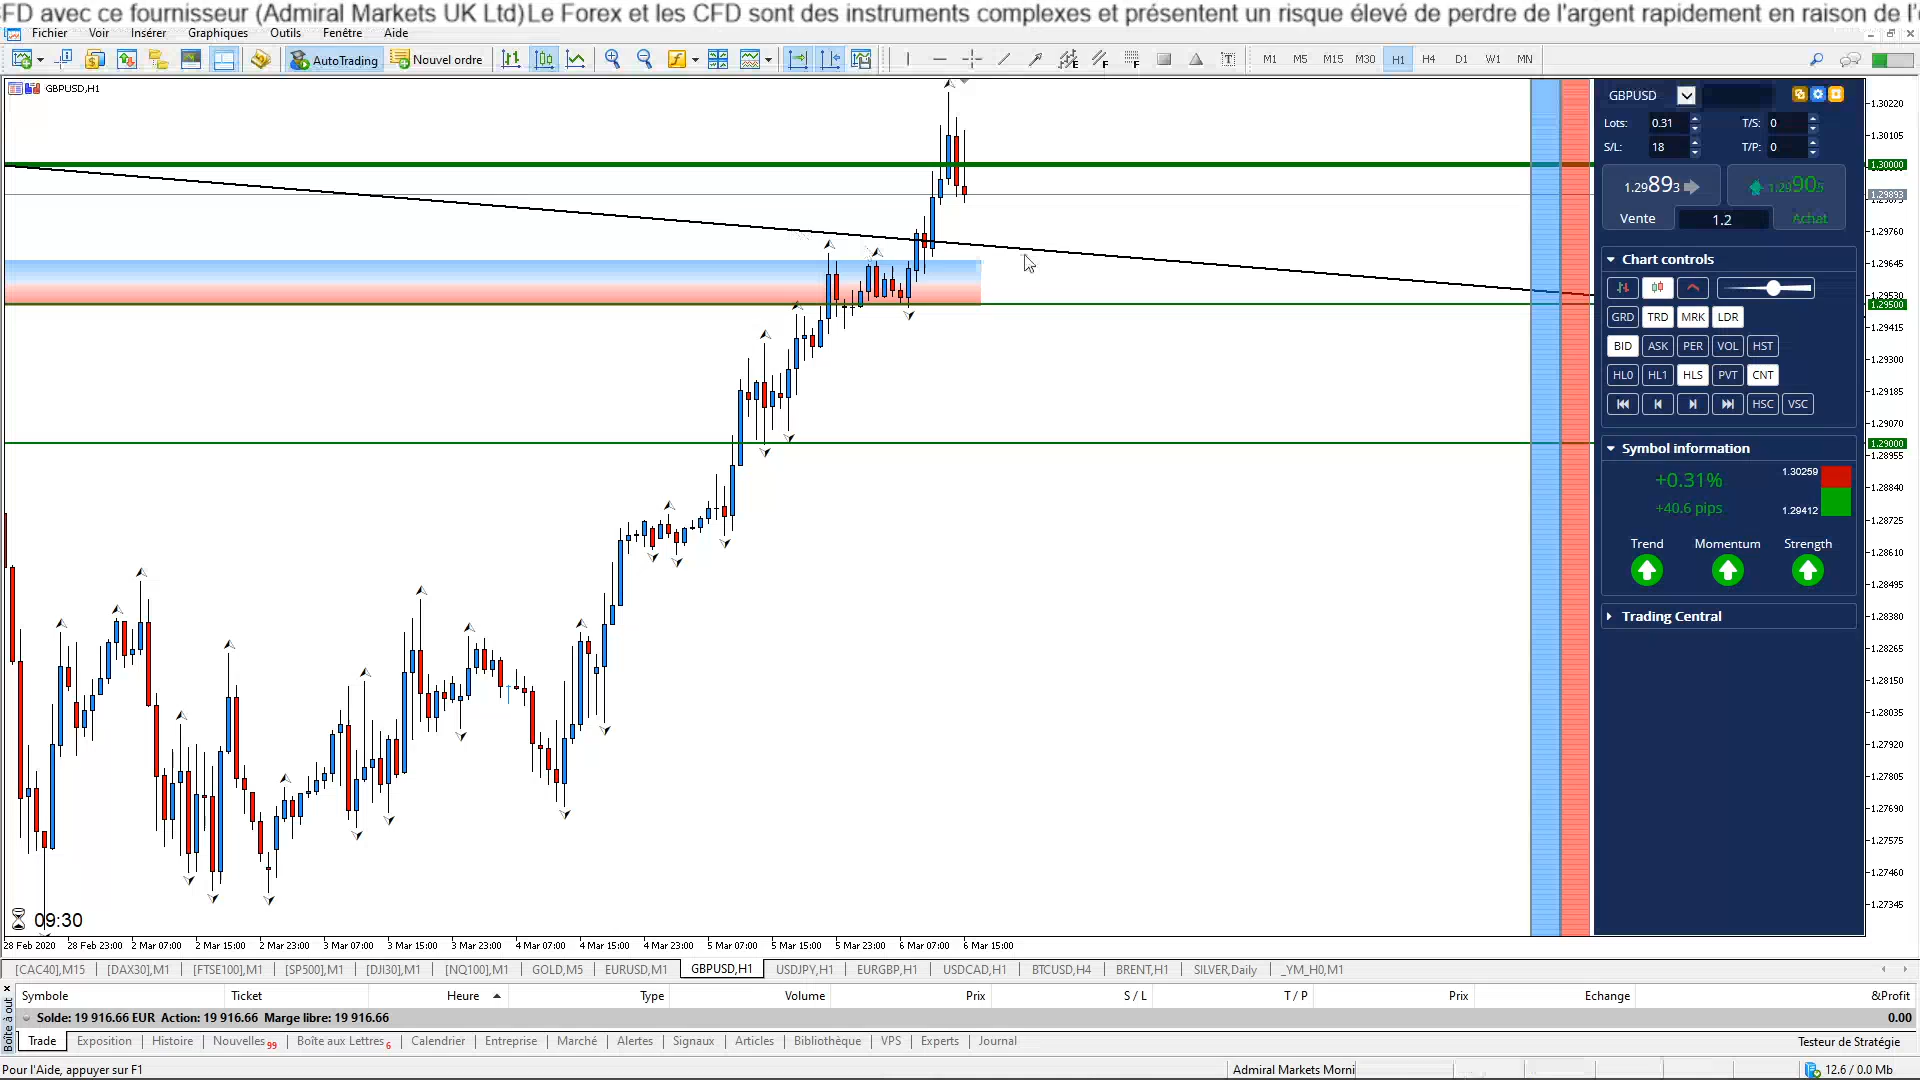 FD avec ce fournisseur (Admiral Markets UK Ltd)Le Forex et les CFD sont des instruments complexes et présentent un risque élevé de perdre de l'argent rapidement en raison de l'
Fichier Voir Insérer Graphiques Outils Fenêtre Aide
AutoTrading Nouvel ordre M1 M5 M15 M30 H1 H4 D1 W1 MN
GBPUSD,H1
GBPUSD
Lots: 0.31 T/S: 0
S/L: 18 T/P: 0
1.29893 1.29905
Vente 1.2 Achat
Chart controls
GRD TRD MRK LDR
BID ASK PER VOL HST
HL0 HL1 HLS PVT CNT
HSC VSC
Symbol information
+0.31% 1.30259
+40.6 pips 1.29412
Trend Momentum Strength
Trading Central
1.30220
1.30105
1.30000
1.29893
1.29760
1.29645
1.29530
1.29500
1.29415
1.29300
1.29185
1.29070
1.29000
1.28955
1.28840
1.28725
1.28610
1.28495
1.28380
1.28265
1.28150
1.28035
1.27920
1.27805
1.27690
1.27575
1.27460
1.27345
09:30
28 Feb 2020 28 Feb 23:00 2 Mar 07:00 2 Mar 15:00 2 Mar 23:00 3 Mar 07:00 3 Mar 15:00 3 Mar 23:00 4 Mar 07:00 4 Mar 15:00 4 Mar 23:00 5 Mar 07:00 5 Mar 15:00 5 Mar 23:00 6 Mar 07:00 6 Mar 15:00
[CAC40],M15 [DAX30],M1 [FTSE100],M1 [SP500],M1 [DJI30],M1 [NQ100],M1 GOLD,M5 EURUSD,M1 GBPUSD,H1 USDJPY,H1 EURGBP,H1 USDCAD,H1 BTCUSD,H4 BRENT,H1 SILVER,Daily _YM_H0,M1
Symbole Ticket Heure Type Volume Prix S / L T / P Prix Echange &Profit
Solde: 19 916.66 EUR Action: 19 916.66 Marge libre: 19 916.66 0.00
Boîte à out
Trade Exposition Histoire Nouvelles 99 Boîte aux Lettres 6 Calendrier Entreprise Marché Alertes Signaux Articles Bibliothèque VPS Experts Journal Testeur de Stratégie
Pour l'Aide, appuyer sur F1 Admiral Markets Morni 12.6 / 0.0 Mb